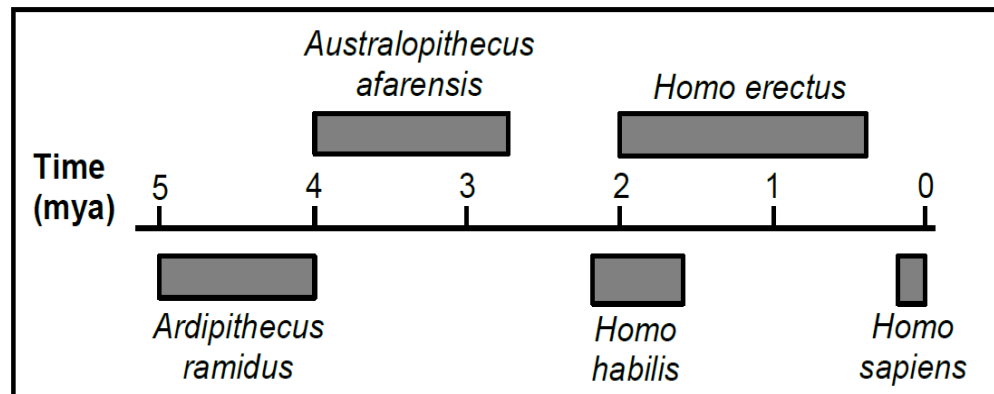 Australopithecus
afarensis
Homo erectus
Time
(mya)
5 4 3 2 1 0
Ardipithecus
ramidus
Homo
habilis
Homo
sapiens